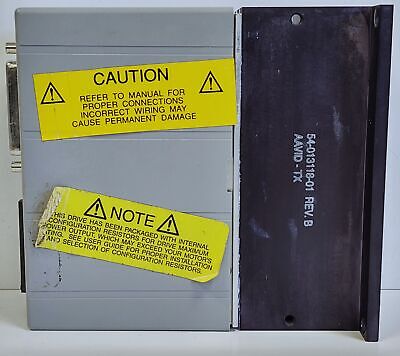 CAUTION
REFER TO MANUAL FOR
PROPER CONNECTIONS
INCORRECT WIRING MAY
CAUSE PERMANENT DAMAGE
54-013118-01 REV. B
AAVID - TX
NOTE
THIS DRIVE HAS BEEN PACKAGED WITH INTERNAL
CONFIGURATION RESISTORS FOR DRIVE MAXIMUM
POWER OUTPUT, WHICH MAY EXCEED YOUR MOTOR'S
RATING. SEE USER GUIDE FOR PROPER INSTALLATION
AND SELECTION OF CONFIGURATION RESISTORS.